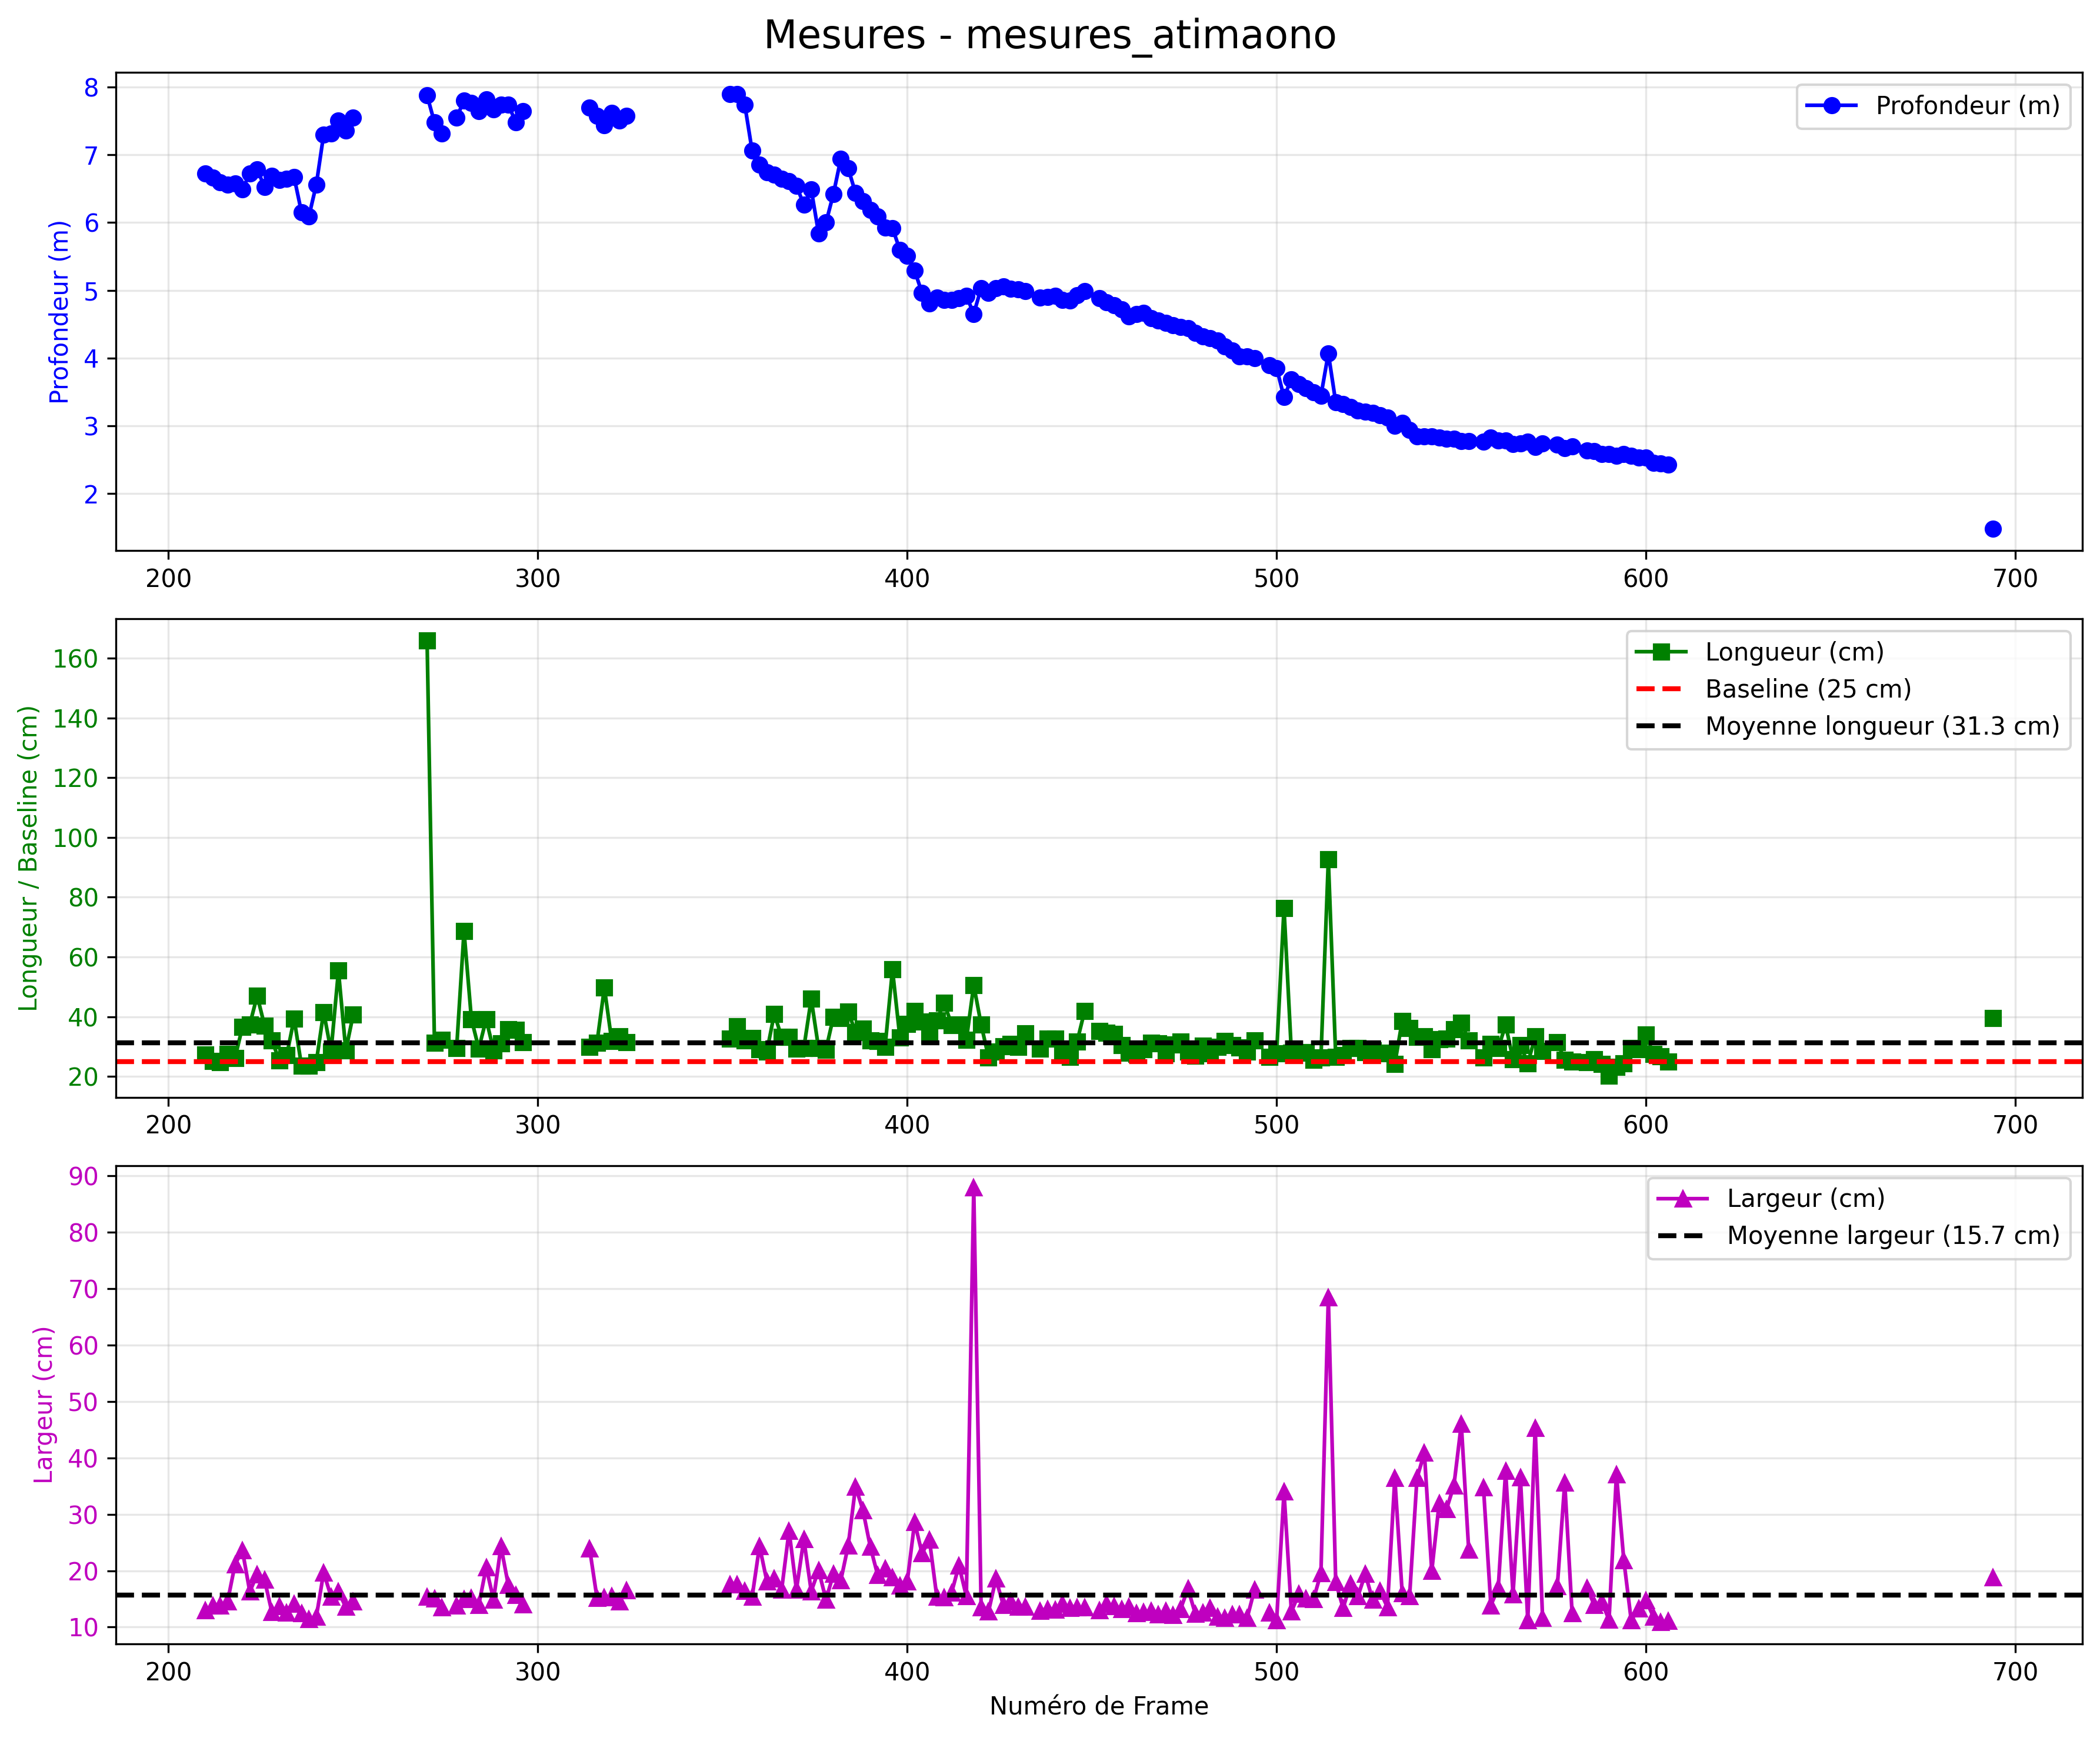 Mesures - mesures_atimaono
Profondeur (m)
8
7
6
5
4
3
2
Profondeur (m)
200 300 400 500 600 700
Longueur / Baseline (cm)
160
140
120
100
80
60
40
20
Longueur (cm)
Baseline (25 cm)
Moyenne longueur (31.3 cm)
200 300 400 500 600 700
Largeur (cm)
90
80
70
60
50
40
30
20
10
Largeur (cm)
Moyenne largeur (15.7 cm)
200 300 400 500 600 700
Numéro de Frame